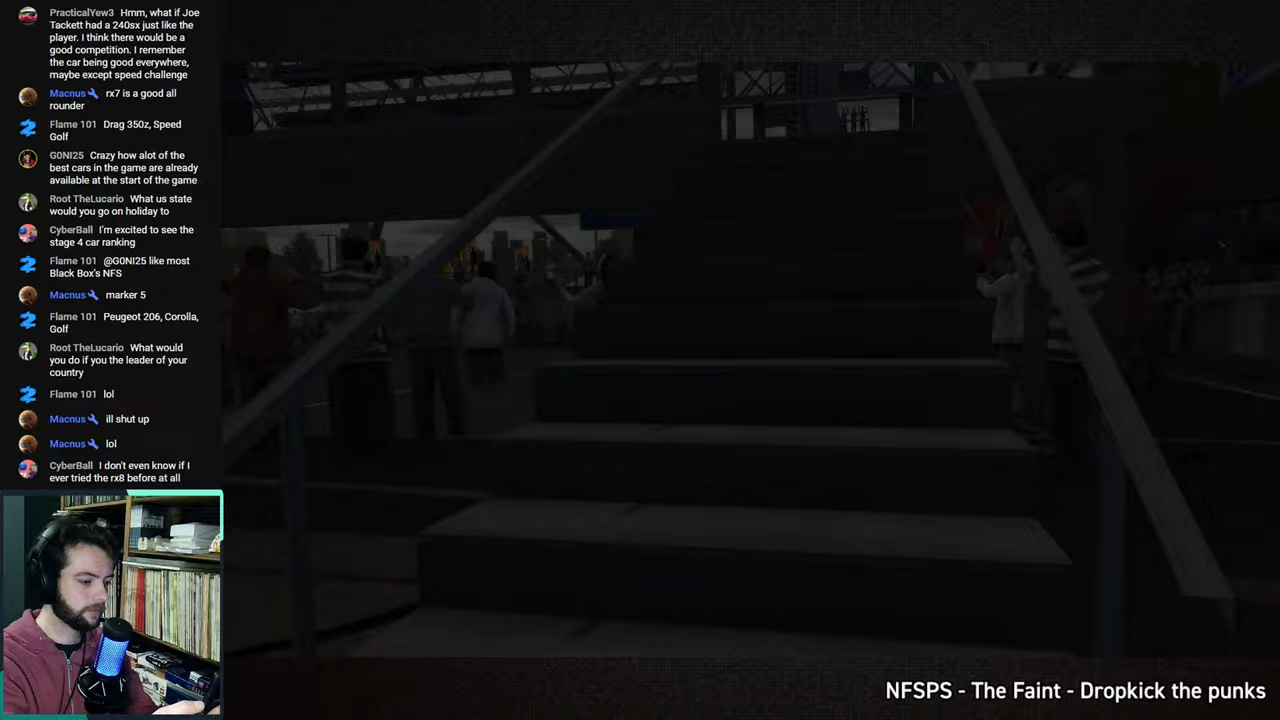 PracticalYew3 Hmm, what if Joe
Tackett had a 240sx just like the
player. I think there would be a
good competition. I remember
the car being good everywhere,
maybe except speed challenge
Macnus rx7 is a good all
rounder
Flame 101 Drag 350z, Speed
Golf
G0NI25 Crazy how alot of the
best cars in the game are already
available at the start of the game
Root TheLucario What us state
would you go on holiday to
CyberBall I'm excited to see the
stage 4 car ranking
Flame 101 @G0NI25 like most
Black Box's NFS
Macnus marker 5
Flame 101 Peugeot 206, Corolla,
Golf
Root TheLucario What would
you do if you the leader of your
country
Flame 101 lol
Macnus ill shut up
Macnus lol
CyberBall I don't even know if I
ever tried the rx8 before at all
NFSPS - The Faint - Dropkick the punks